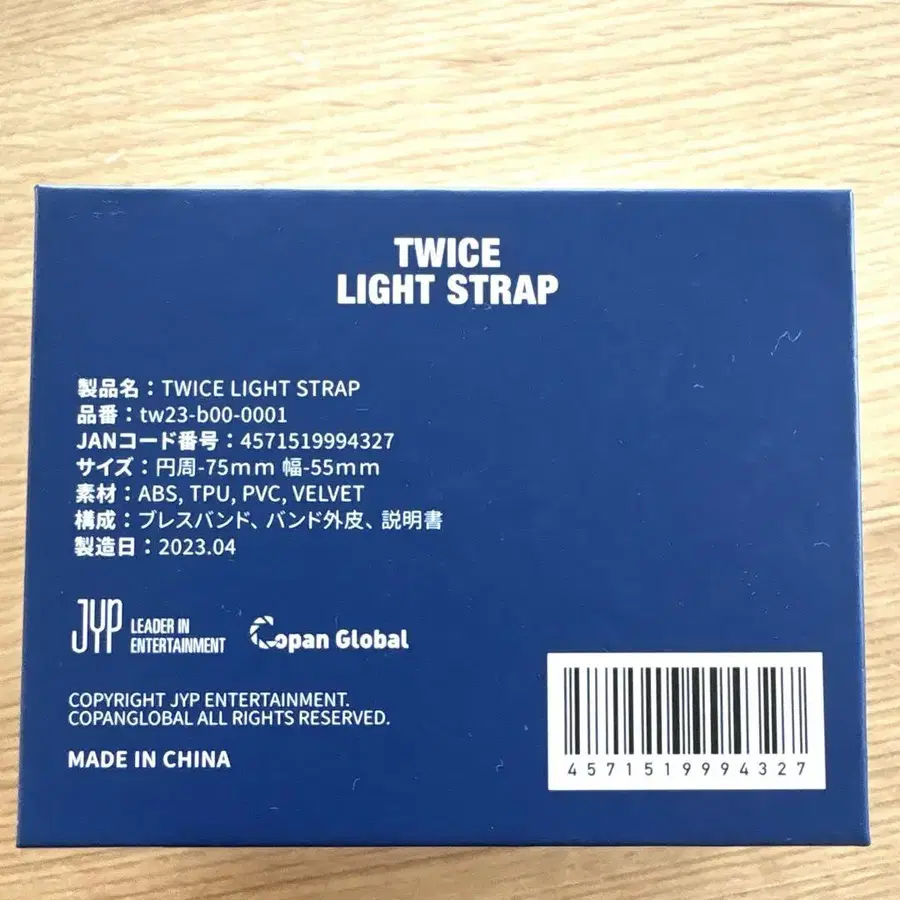 TWICE
LIGHT STRAP
製品名：TWICE LIGHT STRAP
品番：tw23-b00-0001
JANコード番号：4571519994327
サイズ：円周-75mm 幅-55mm
素材：ABS, TPU, PVC, VELVET
構成：ブレスバンド、バンド外皮、説明書
製造日：2023.04
JYP LEADER IN
ENTERTAINMENT
Copan Global
COPYRIGHT JYP ENTERTAINMENT.
COPANGLOBAL ALL RIGHTS RESERVED.
MADE IN CHINA
4571519994327